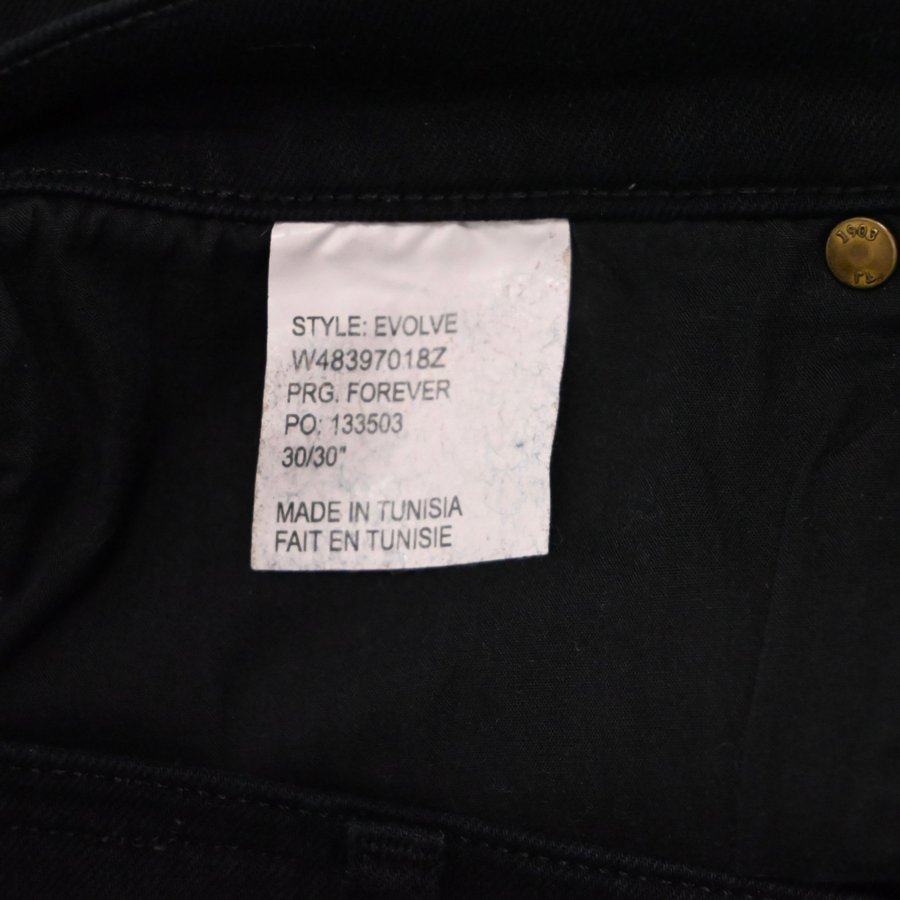 STYLE: EVOLVE
W48397018Z
PRG. FOREVER
PO: 133503
30/30"
MADE IN TUNISIA
FAIT EN TUNISIE